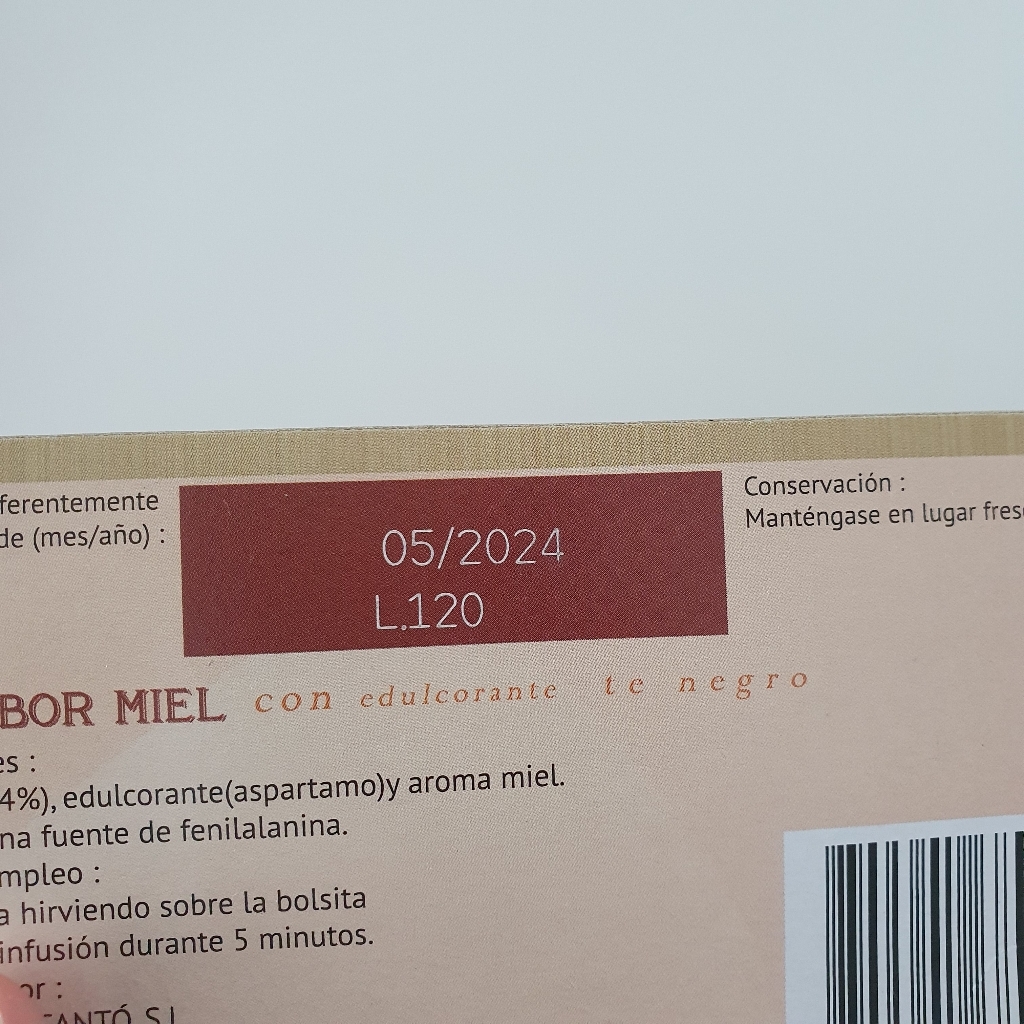 ferentemente
de (mes/año) :
05/2024
L.120
Conservación :
Manténgase en lugar fres
BOR MIEL con edulcorante te negro
es :
4%), edulcorante(aspartamo)y aroma miel.
na fuente de fenilalanina.
mpleo :
a hirviendo sobre la bolsita
infusión durante 5 minutos.
or :
CANTÓ S.L